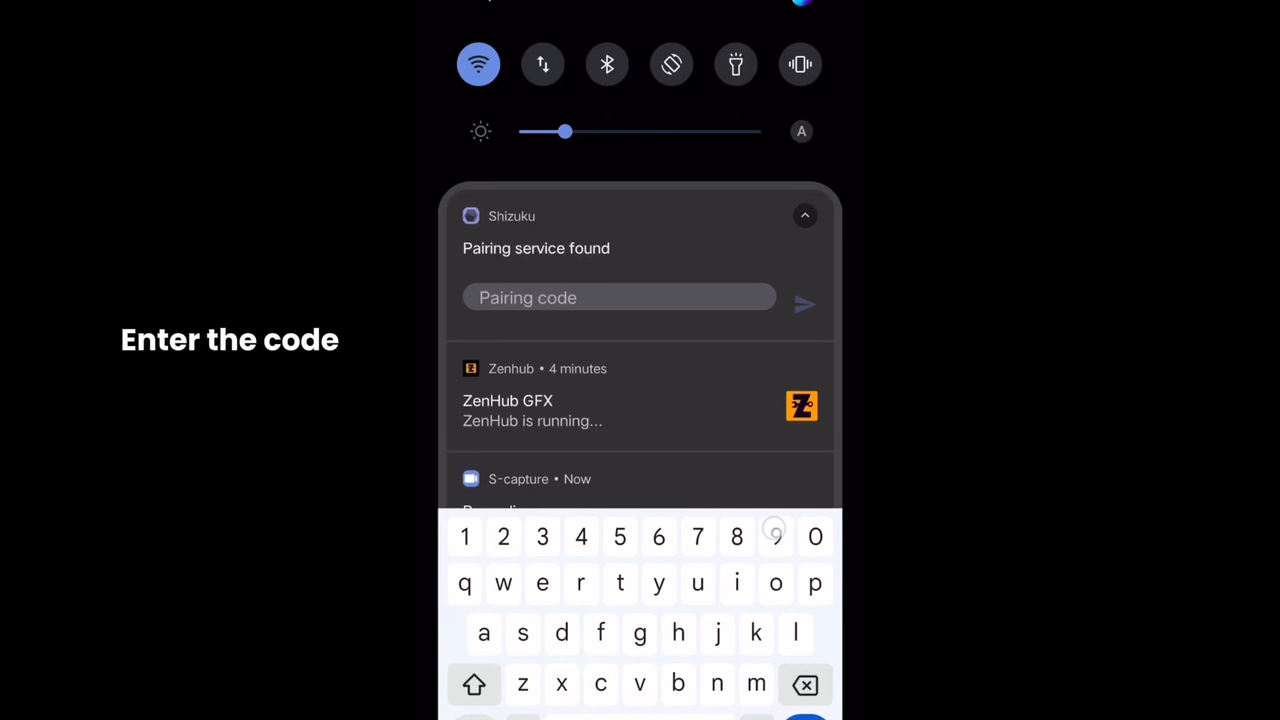 A
Shizuku
Pairing service found
Pairing code
Enter the code
Zenhub • 4 minutes
ZenHub GFX
ZenHub is running...
S-capture • Now
1 2 3 4 5 6 7 8 9 0
q w e r t y u i o p
a s d f g h j k l
z x c v b n m